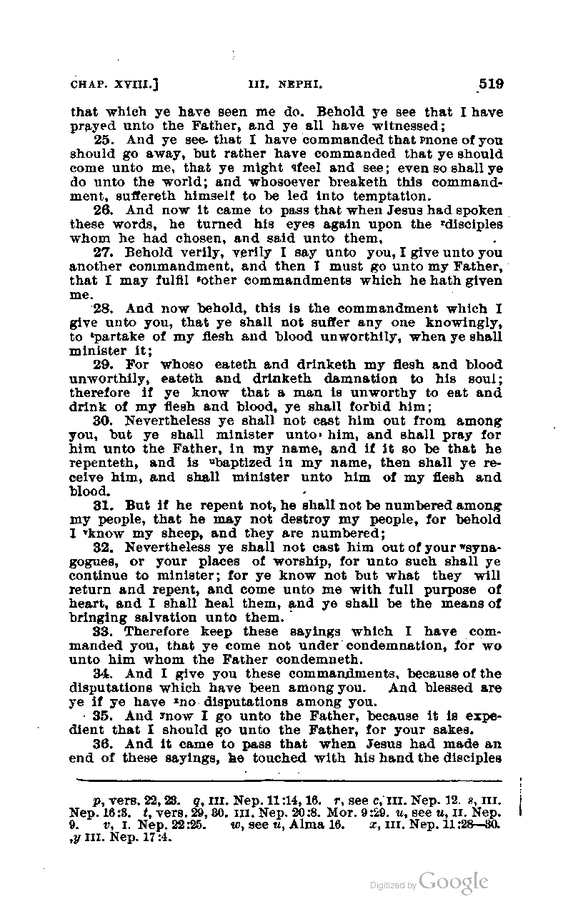 CHAP. XVIII.] III. NEPHI. 519
that which ye have seen me do. Behold ye see that I have
prayed unto the Father, and ye all have witnessed;
25. And ye see that I have commanded that ᵖnone of you
should go away, but rather have commanded that ye should
come unto me, that ye might ᑫfeel and see; even so shall ye
do unto the world; and whosoever breaketh this command-
ment, suffereth himself to be led into temptation.
26. And now it came to pass that when Jesus had spoken
these words, he turned his eyes again upon the ʳdisciples
whom he had chosen, and said unto them,
27. Behold verily, verily I say unto you, I give unto you
another commandment, and then I must go unto my Father,
that I may fulfil ˢother commandments which he hath given
me.
28. And now behold, this is the commandment which I
give unto you, that ye shall not suffer any one knowingly,
to ᵗpartake of my flesh and blood unworthily, when ye shall
minister it;
29. For whoso eateth and drinketh my flesh and blood
unworthily, eateth and drinketh damnation to his soul;
therefore if ye know that a man is unworthy to eat and
drink of my flesh and blood, ye shall forbid him;
30. Nevertheless ye shall not cast him out from among
you, but ye shall minister unto him, and shall pray for
him unto the Father, in my name, and if it so be that he
repenteth, and is ᵘbaptized in my name, then shall ye re-
ceive him, and shall minister unto him of my flesh and
blood.
31. But if he repent not, he shall not be numbered among
my people, that he may not destroy my people, for behold
I ᵛknow my sheep, and they are numbered;
32. Nevertheless ye shall not cast him out of your ʷsyna-
gogues, or your places of worship, for unto such shall ye
continue to minister; for ye know not but what they will
return and repent, and come unto me with full purpose of
heart, and I shall heal them, and ye shall be the means of
bringing salvation unto them.
33. Therefore keep these sayings which I have com-
manded you, that ye come not under condemnation, for wo
unto him whom the Father condemneth.
34. And I give you these commandments, because of the
disputations which have been among you. And blessed are
ye if ye have ˣno disputations among you.
35. And ʸnow I go unto the Father, because it is expe-
dient that I should go unto the Father, for your sakes.
36. And it came to pass that when Jesus had made an
end of these sayings, he touched with his hand the disciples
p, vers. 22, 23. q, III. Nep. 11:14, 16. r, see c, III. Nep. 12. s, III.
Nep. 16:3. t, vers. 29, 30. III. Nep. 20:8. Mor. 9:29. u, see u, II. Nep.
9. v, I. Nep. 22:25. w, see u, Alma 16. x, III. Nep. 11:28—30.
y III. Nep. 17:4.
Digitized by Google